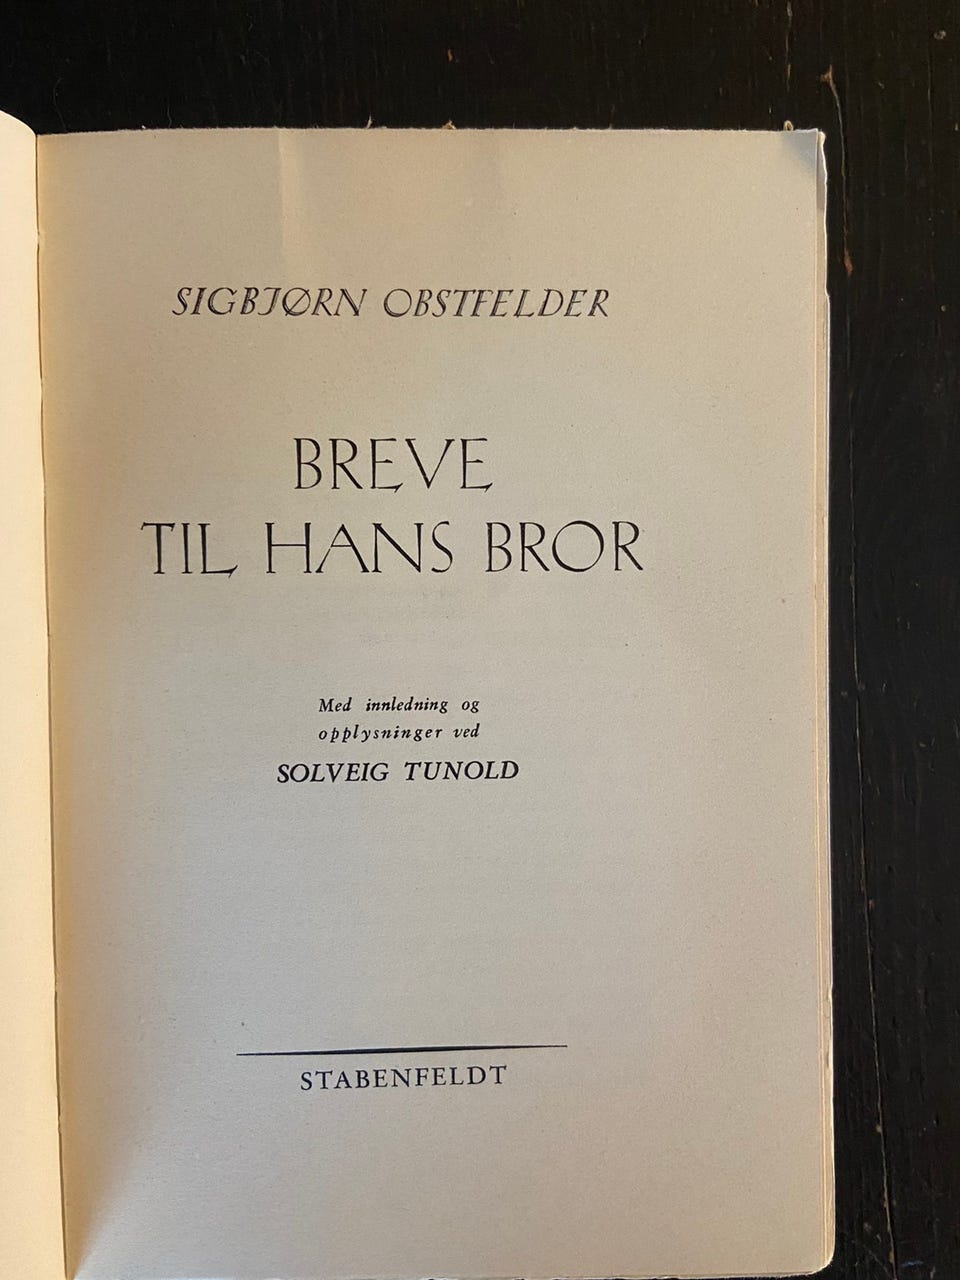 SIGBJØRN OBSTFELDER
BREVE
TIL HANS BROR
Med innledning og
opplysninger ved
SOLVEIG TUNOLD
STABENFELDT